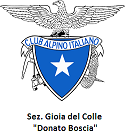 CLUB ALPINO ITALIANO
Sez. Gioia del Colle
"Donato Boscia"